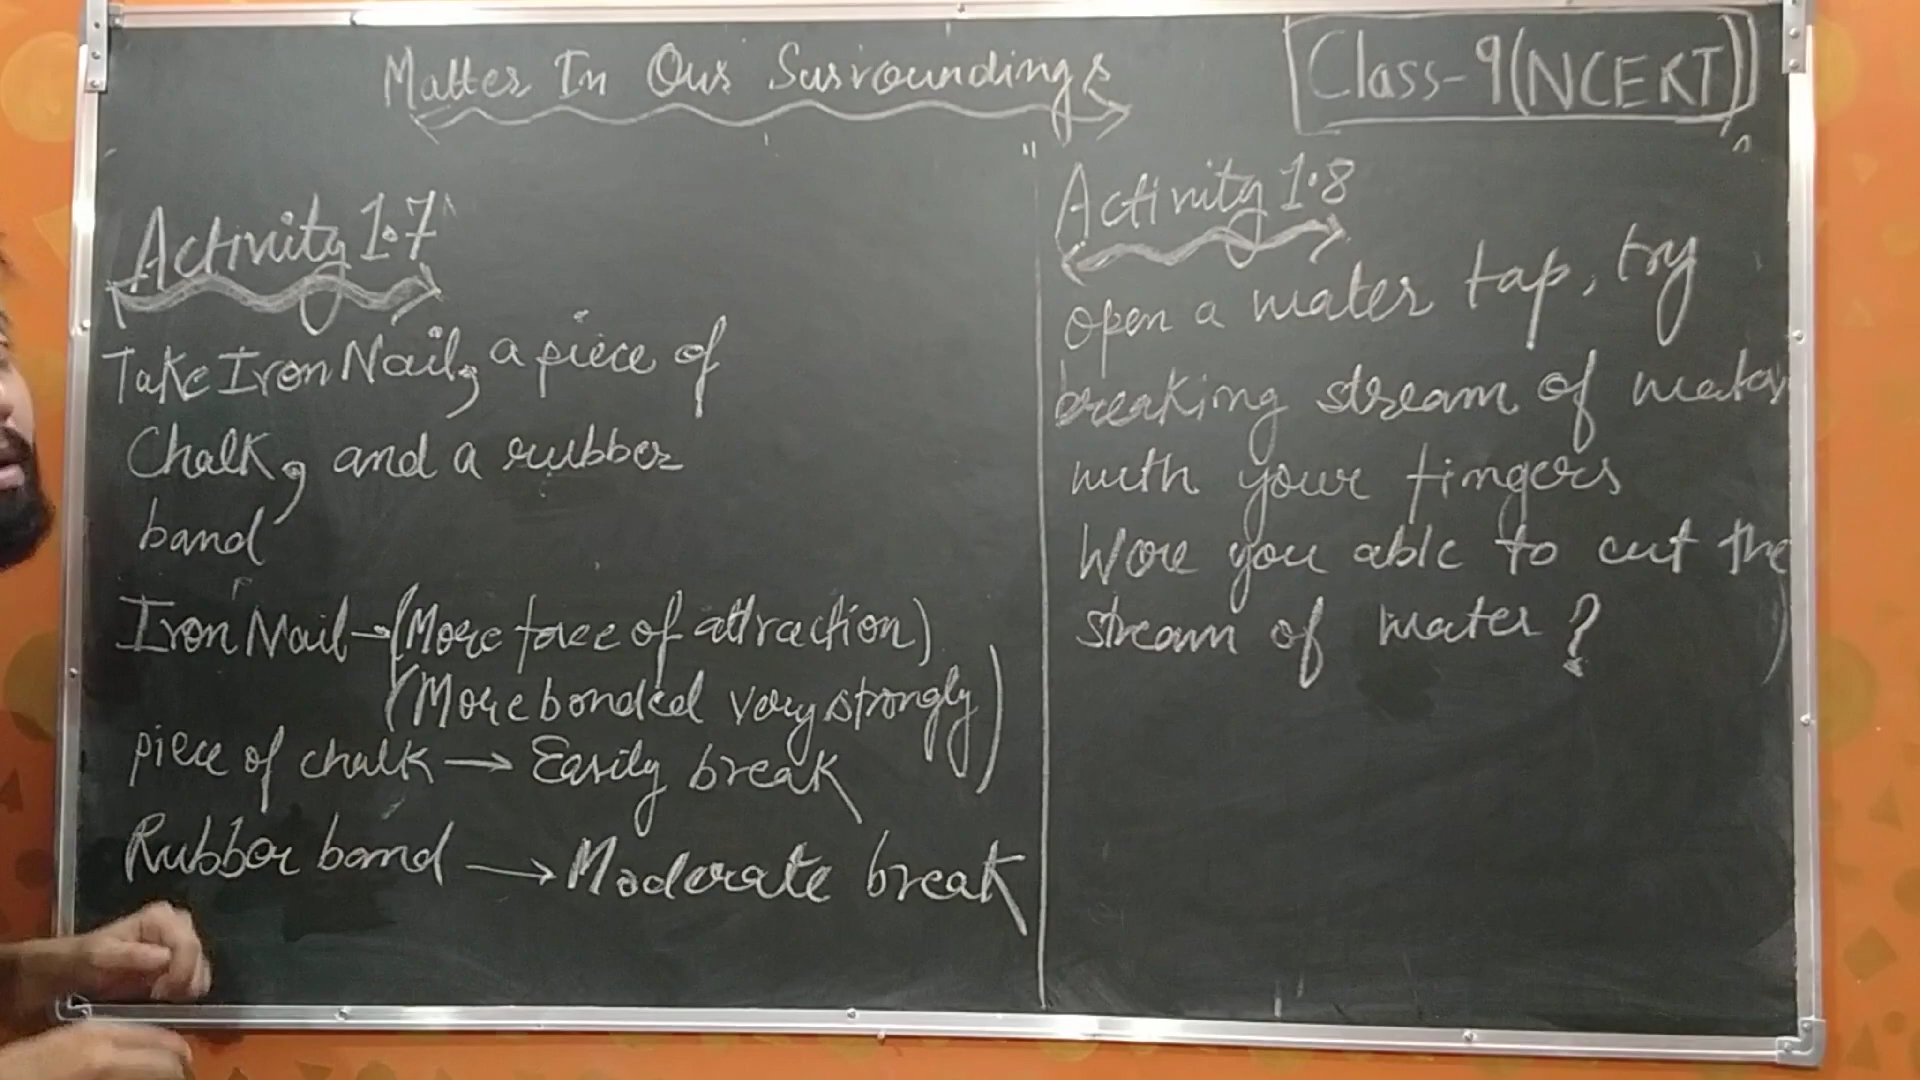 Matter In Our Surroundings
Class-9(NCERT)
Activity 1.7
Take Iron Nail, a piece of
Chalk, and a rubber
band
Iron Nail → (More force of attraction)
(More bonded very strongly)
piece of chalk → Easily break
Rubber band → Moderate break
Activity 1.8
open a water tap, try
breaking stream of water
with your fingers
Were you able to cut the
stream of water ?